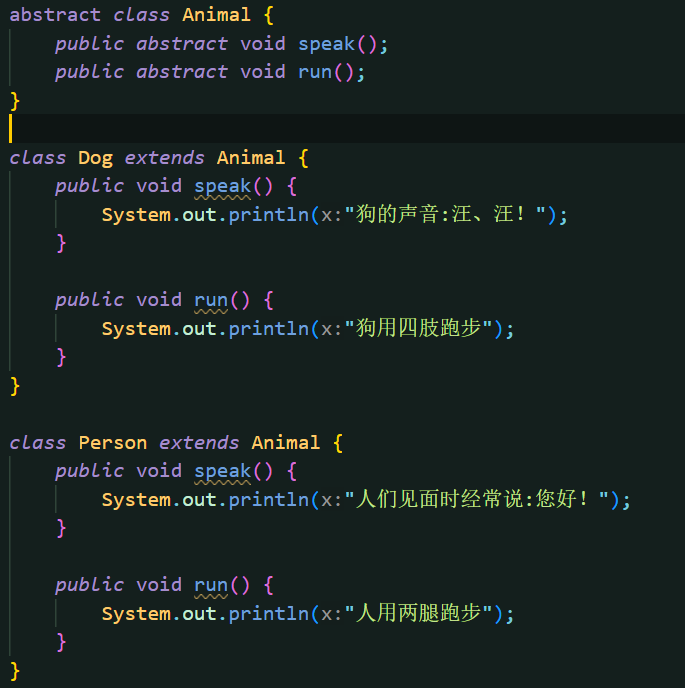 abstract class Animal {
    public abstract void speak();
    public abstract void run();
}

class Dog extends Animal {
    public void speak() {
        System.out.println(x:"狗的声音:汪、汪！");
    }

    public void run() {
        System.out.println(x:"狗用四肢跑步");
    }
}

class Person extends Animal {
    public void speak() {
        System.out.println(x:"人们见面时经常说:您好！");
    }

    public void run() {
        System.out.println(x:"人用两腿跑步");
    }
}